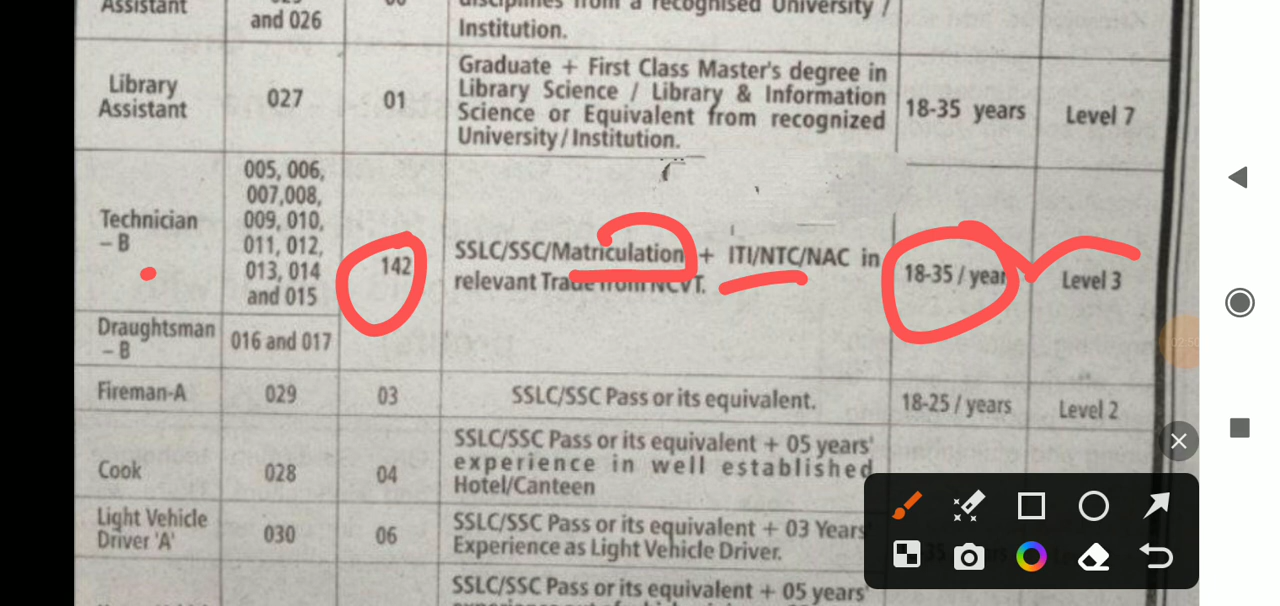 Assistant
and 026
disciplines from a recognised University /
Institution.
Library
Assistant
027
01
Graduate + First Class Master's degree in
Library Science / Library & Information
Science or Equivalent from recognized
University/Institution.
18-35 years
Level 7
Technician
– B
005, 006,
007,008,
009, 010,
011, 012,
013, 014
and 015
142
SSLC/SSC/Matriculation + ITI/NTC/NAC in
relevant Trade from NCVT.
18-35 / year
Level 3
Draughtsman
– B
016 and 017
Fireman-A
029
03
SSLC/SSC Pass or its equivalent.
18-25 / years
Level 2
Cook
028
04
SSLC/SSC Pass or its equivalent + 05 years'
experience in well established
Hotel/Canteen
Light Vehicle
Driver 'A'
030
06
SSLC/SSC Pass or its equivalent + 03 Years'
Experience as Light Vehicle Driver.
SSLC/SSC Pass or its equivalent + 05 years'
02:50